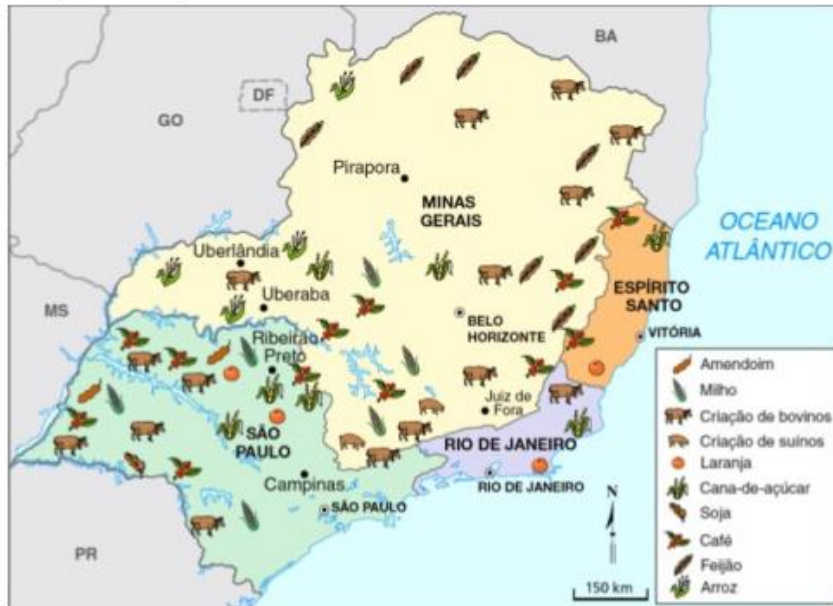 BA
DF
GO
Pirapora
MINAS
GERAIS
OCEANO
ATLÂNTICO
Uberlândia
ESPÍRITO
SANTO
MS
Uberaba
BELO
HORIZONTE
VITÓRIA
Ribeirão
Preto
Juiz de
Fora
SÃO
PAULO
RIO DE JANEIRO
Campinas
RIO DE JANEIRO
SÃO PAULO
PR
N
150 km
Amendoim
Milho
Criação de bovinos
Criação de suínos
Laranja
Cana-de-açúcar
Soja
Café
Feijão
Arroz